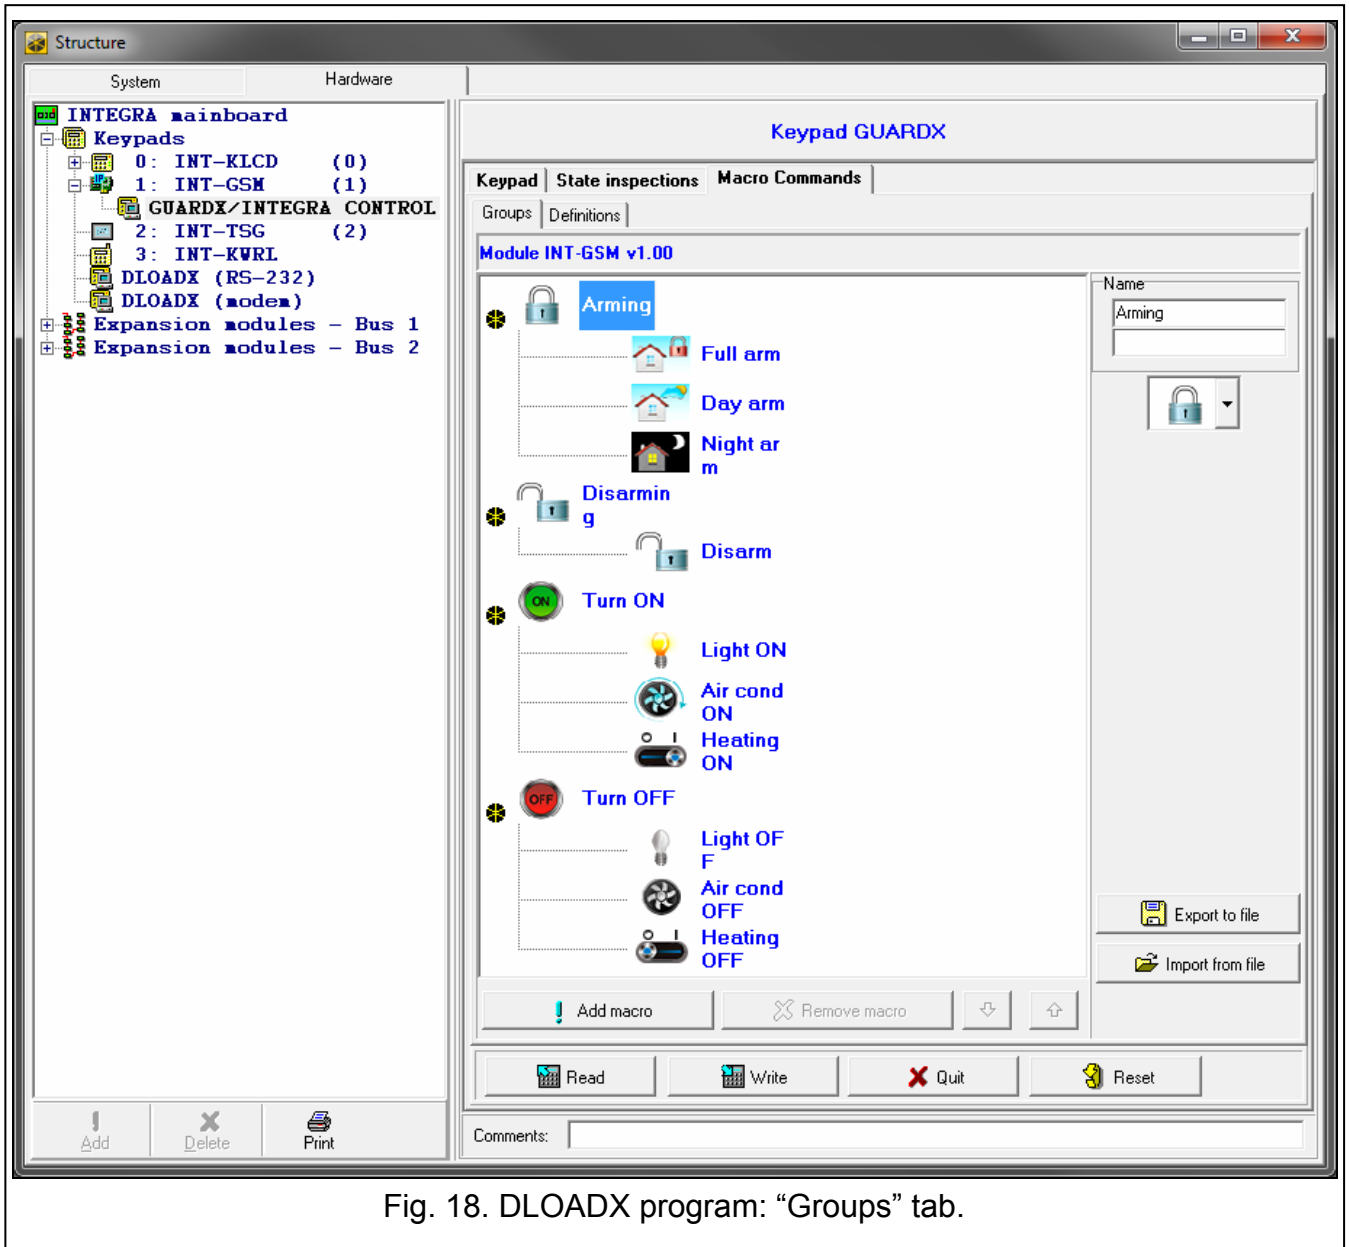 Structure
System
Hardware
INTEGRA mainboard
Keypads
0: INT-KLCD (0)
1: INT-GSM (1)
GUARDX/INTEGRA CONTROL
2: INT-TSG (2)
3: INT-KWRL
DLOADX (RS-232)
DLOADX (modem)
Expansion modules - Bus 1
Expansion modules - Bus 2
Add
Delete
Print
Keypad GUARDX
Keypad
State inspections
Macro Commands
Groups
Definitions
Module INT-GSM v1.00
Arming
Full arm
Day arm
Night ar
m
Disarmin
g
Disarm
ON
Turn ON
Light ON
Air cond
ON
O I
Heating
ON
OFF
Turn OFF
Light OF
F
Air cond
OFF
O I
Heating
OFF
Name
Arming
Export to file
Import from file
Add macro
Remove macro
Read
Write
Quit
Reset
Comments:
Fig. 18. DLOADX program: “Groups” tab.